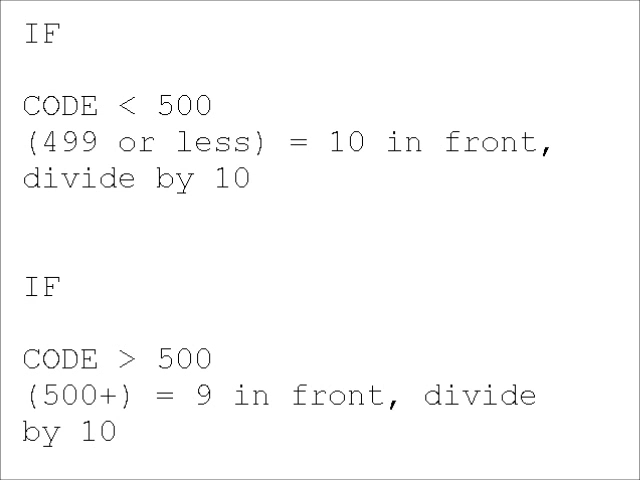 IF
CODE < 500
(499 or less) = 10 in front,
divide by 10
IF
CODE > 500
(500+) = 9 in front, divide
by 10